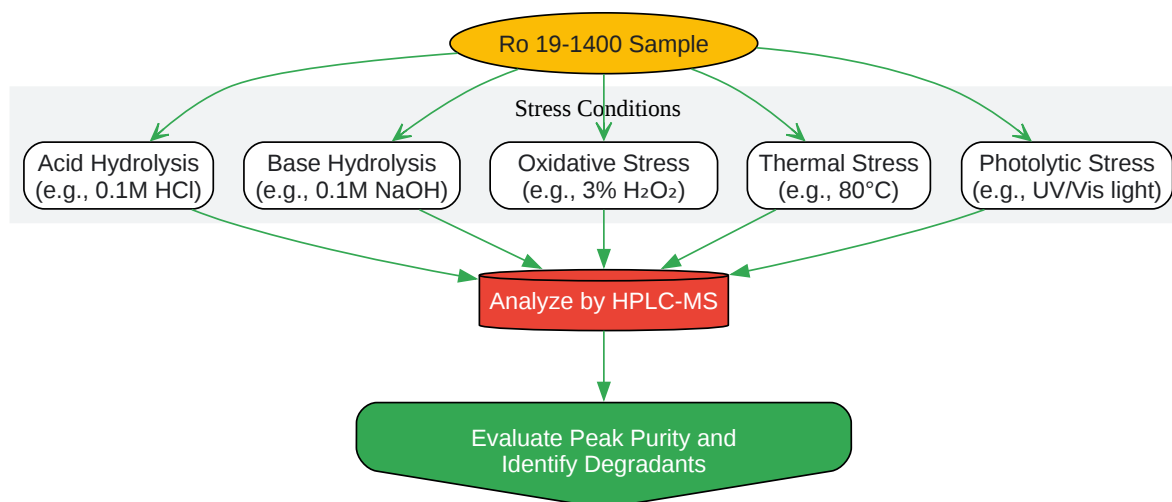 Ro 19-1400 Sample
Stress Conditions
Acid Hydrolysis
(e.g., 0.1M HCl)
Base Hydrolysis
(e.g., 0.1M NaOH)
Oxidative Stress
(e.g., 3% H₂O₂)
Thermal Stress
(e.g., 80°C)
Photolytic Stress
(e.g., UV/Vis light)
Analyze by HPLC-MS
Evaluate Peak Purity and
Identify Degradants